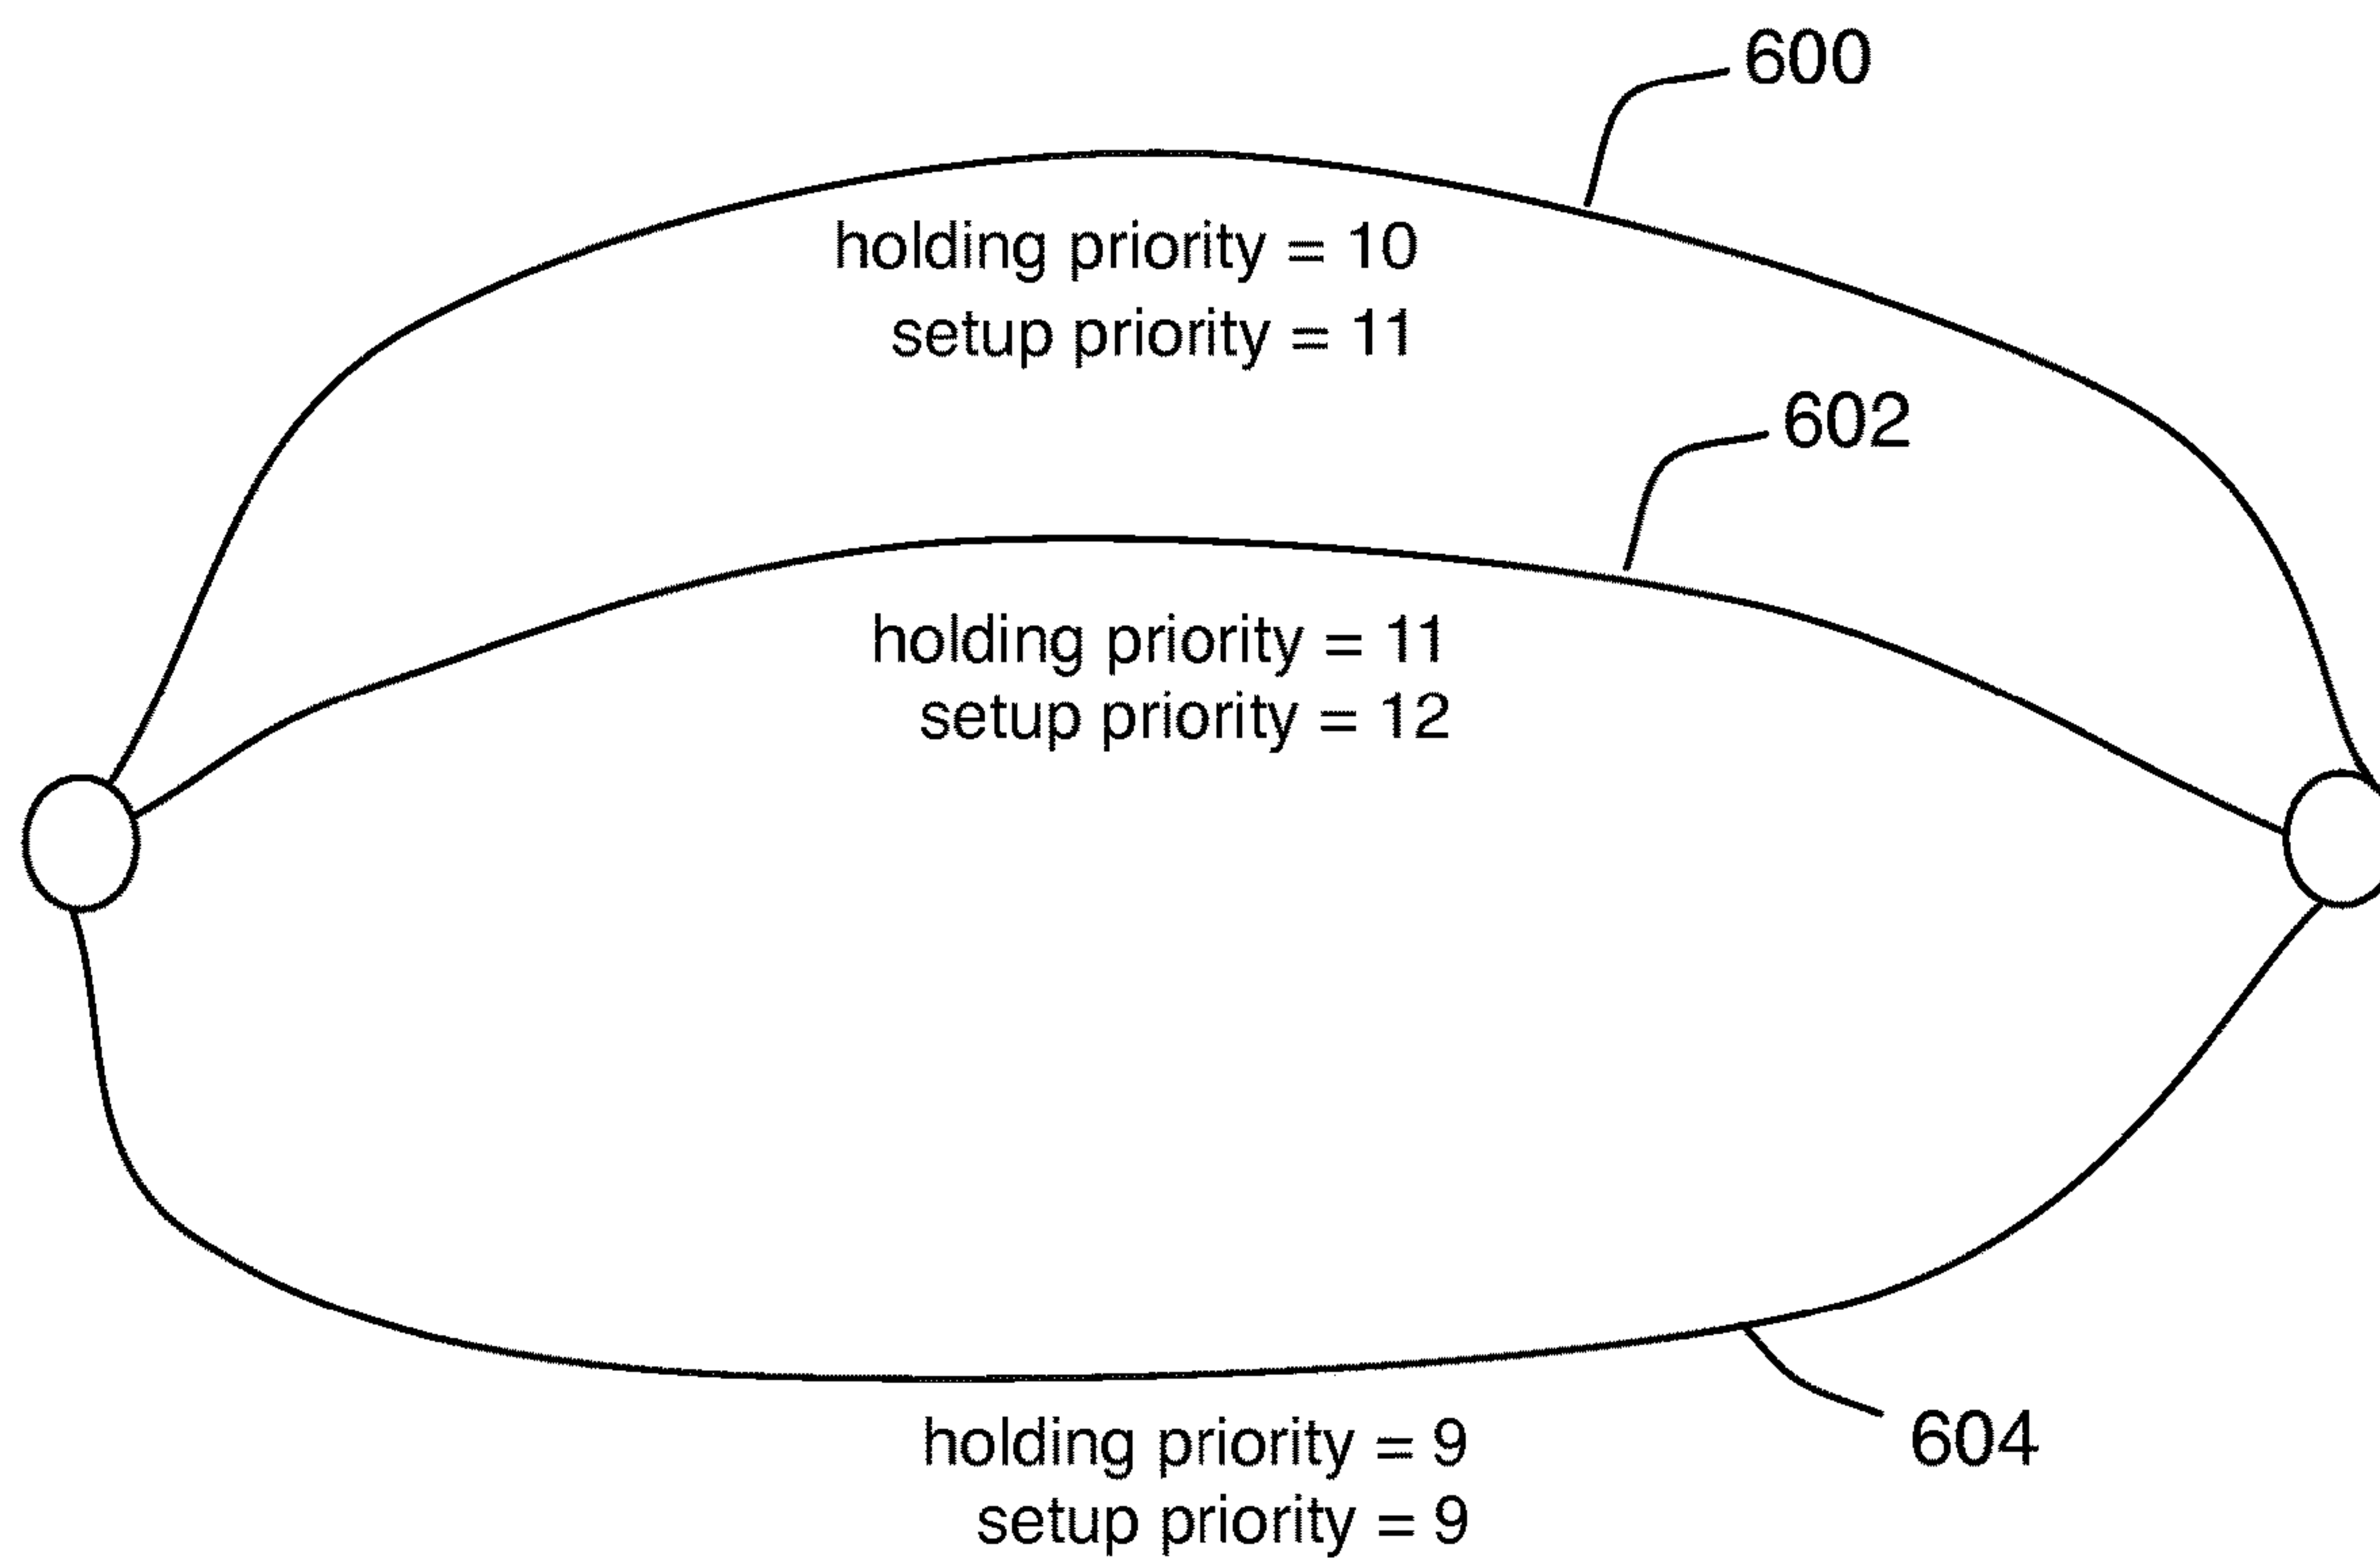 600
holding priority = 10
setup priority = 11
602
holding priority = 11
setup priority = 12
holding priority = 9
604
setup priority = 9